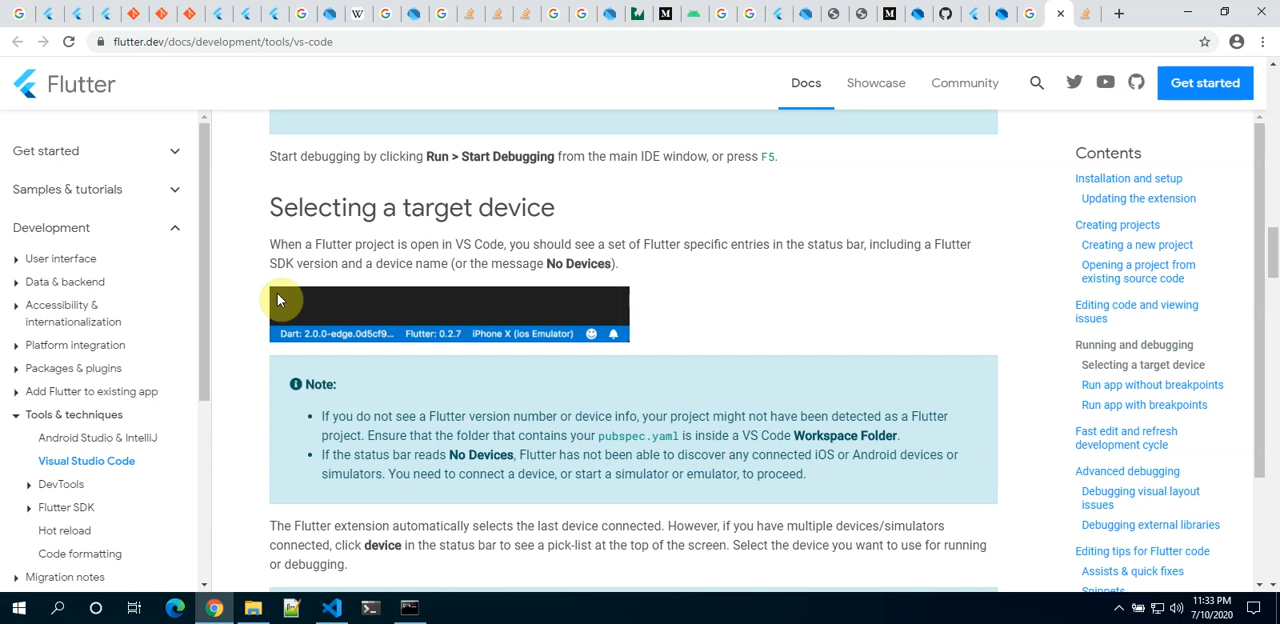 flutter.dev/docs/development/tools/vs-code
Flutter
Docs
Showcase
Community
Get started
Get started
Samples & tutorials
Development
User interface
Data & backend
Accessibility &
internationalization
Platform integration
Packages & plugins
Add Flutter to existing app
Tools & techniques
Android Studio & IntelliJ
Visual Studio Code
DevTools
Flutter SDK
Hot reload
Code formatting
Migration notes
Start debugging by clicking Run > Start Debugging from the main IDE window, or press F5.
Selecting a target device
When a Flutter project is open in VS Code, you should see a set of Flutter specific entries in the status bar, including a Flutter
SDK version and a device name (or the message No Devices).
Dart: 2.0.0-edge.0d5cf9... Flutter: 0.2.7 iPhone X (ios Emulator)
Note:
• If you do not see a Flutter version number or device info, your project might not have been detected as a Flutter
project. Ensure that the folder that contains your pubspec.yaml is inside a VS Code Workspace Folder.
• If the status bar reads No Devices, Flutter has not been able to discover any connected iOS or Android devices or
simulators. You need to connect a device, or start a simulator or emulator, to proceed.
The Flutter extension automatically selects the last device connected. However, if you have multiple devices/simulators
connected, click device in the status bar to see a pick-list at the top of the screen. Select the device you want to use for running
or debugging.
Contents
Installation and setup
Updating the extension
Creating projects
Creating a new project
Opening a project from
existing source code
Editing code and viewing
issues
Running and debugging
Selecting a target device
Run app without breakpoints
Run app with breakpoints
Fast edit and refresh
development cycle
Advanced debugging
Debugging visual layout
issues
Debugging external libraries
Editing tips for Flutter code
Assists & quick fixes
Snippets
11:33 PM
7/10/2020